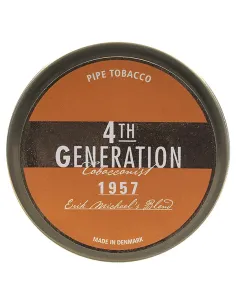 PIPE TOBACCO
4TH
GENERATION
Tobacconist
1957
Erik Michael's Blend
MADE IN DENMARK